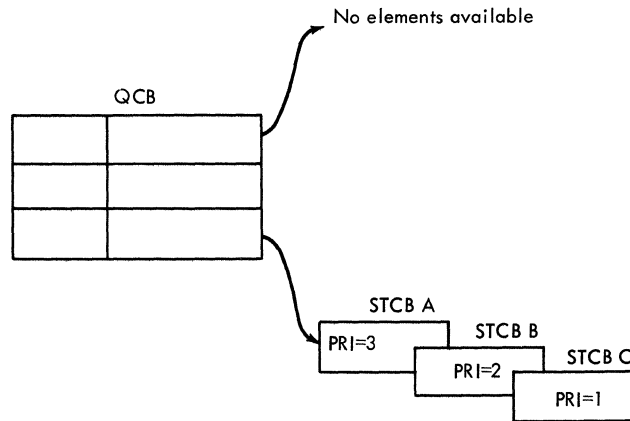 No elements available
QCB
STCB A
PRI=3
STCB B
PRI=2
STCB C
PRI=1